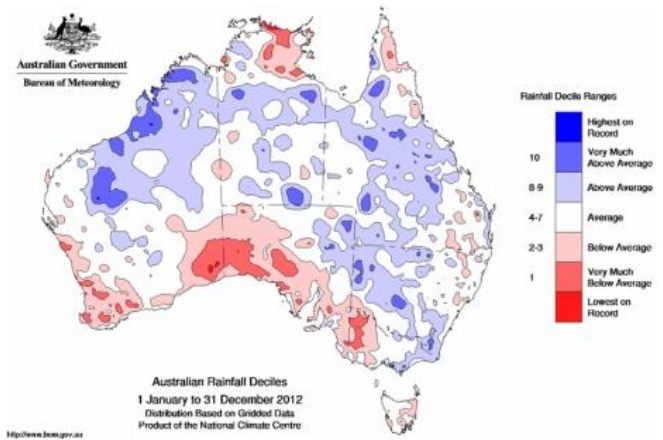 Australian Government
Bureau of Meteorology
Rainfall Decile Ranges
Highest on
Record
10 Very Much
Above Average
8-9 Above Average
4-7 Average
2-3 Below Average
1 Very Much
Below Average
Lowest on
Record
Australian Rainfall Deciles
1 January to 31 December 2012
Distribution Based on Gridded Data
Product of the National Climate Centre
http://www.bom.gov.au